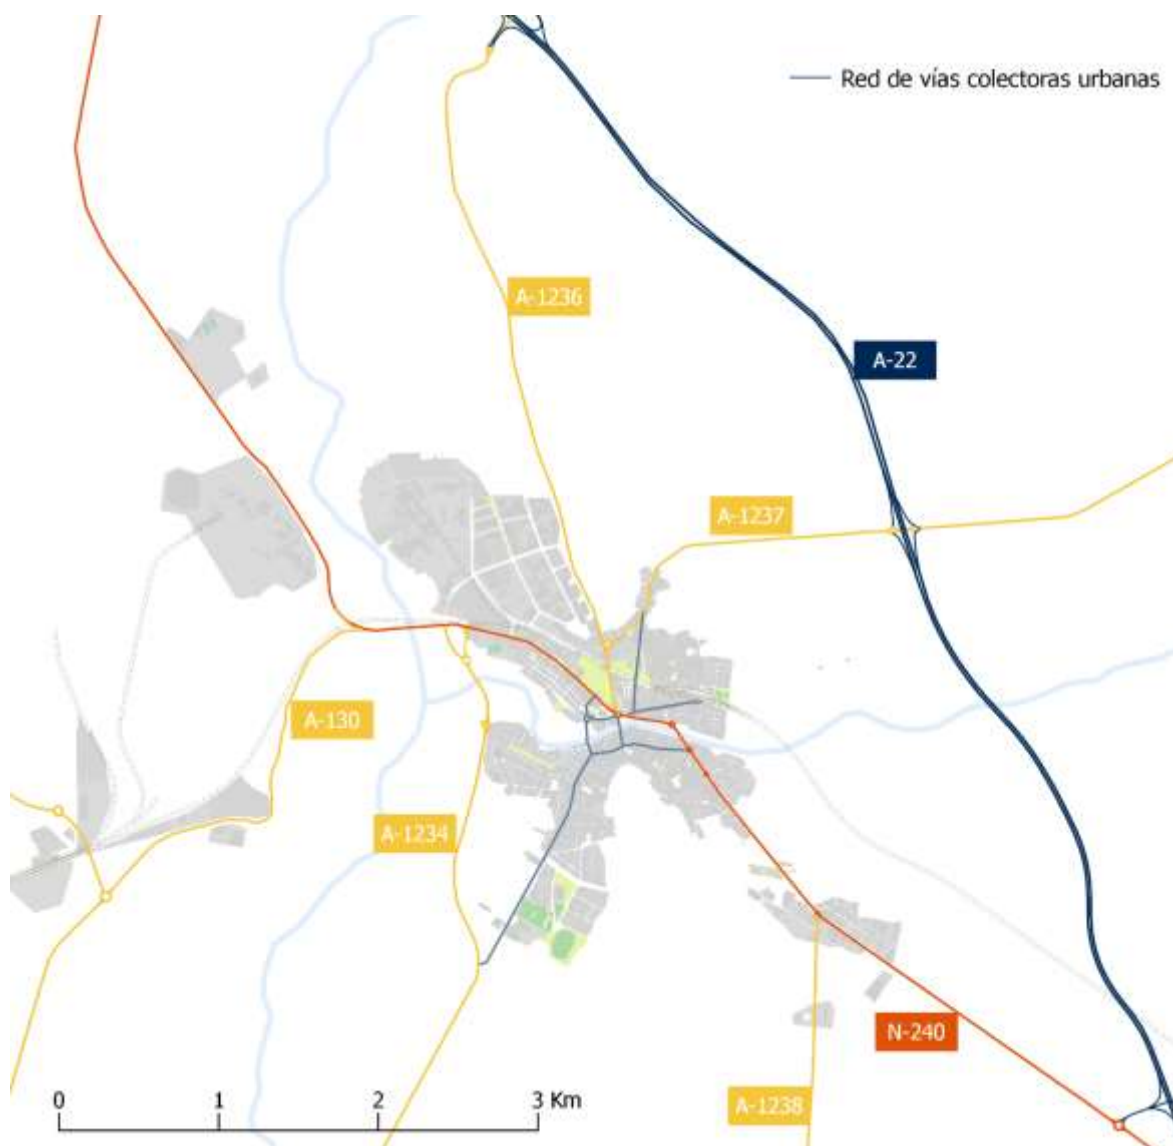 Red de vías colectoras urbanas
A-1236
A-22
A-1237
A-130
A-1234
N-240
A-1238
0 1 2 3 Km